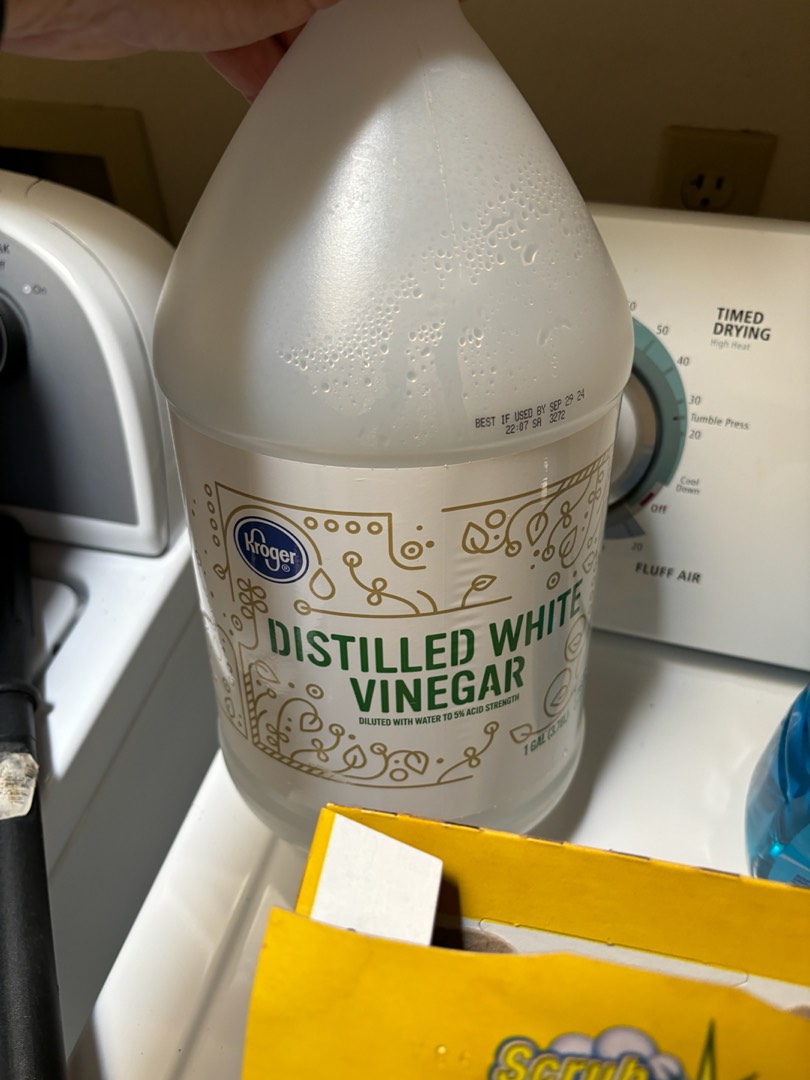 On
BEST IF USED BY SEP 29 24
22:07 SA 3272
Kroger®
DISTILLED WHITE
VINEGAR
DILUTED WITH WATER TO 5% ACID STRENGTH
1 GAL
TIMED
DRYING
High Heat
50
40
30
Tumble Press
20
Cool
Down
Off
20
FLUFF AIR
Scrub